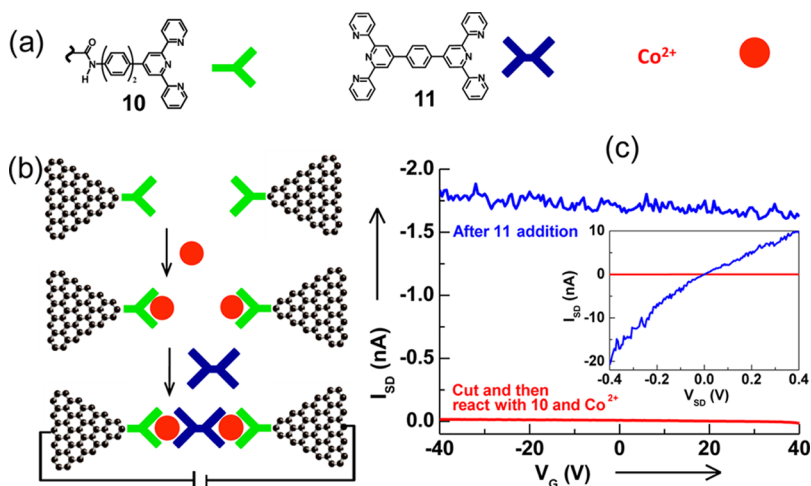 (a)
O
N
H
2
N
N
N
10
N
N
N
N
N
N
11
Co2+
(b)
(c)
-2.0
-1.5
-1.0
-0.5
0.0
ISD (nA)
After 11 addition
Cut and then
react with 10 and Co2+
-40 -20 0 20 40
VG (V)
10
0
-10
-20
ISD (nA)
-0.4 -0.2 0.0 0.2 0.4
VSD (V)